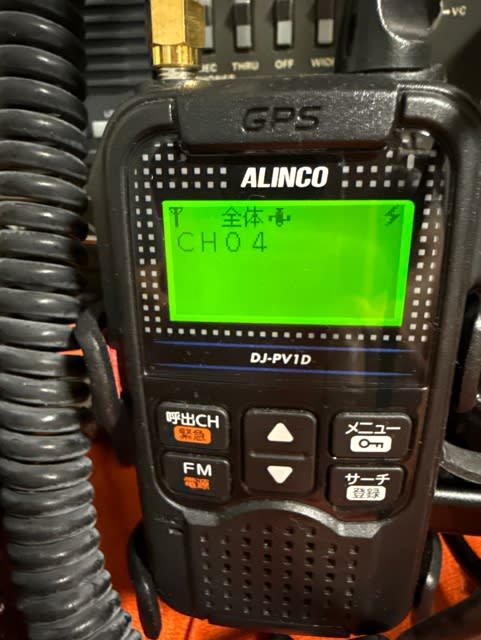 THRU OFF
VC
GPS
ALINCO
全体
CH04
DJ-PV1D
呼出CH
緊急
メニュー
FM
電源
サーチ
登録